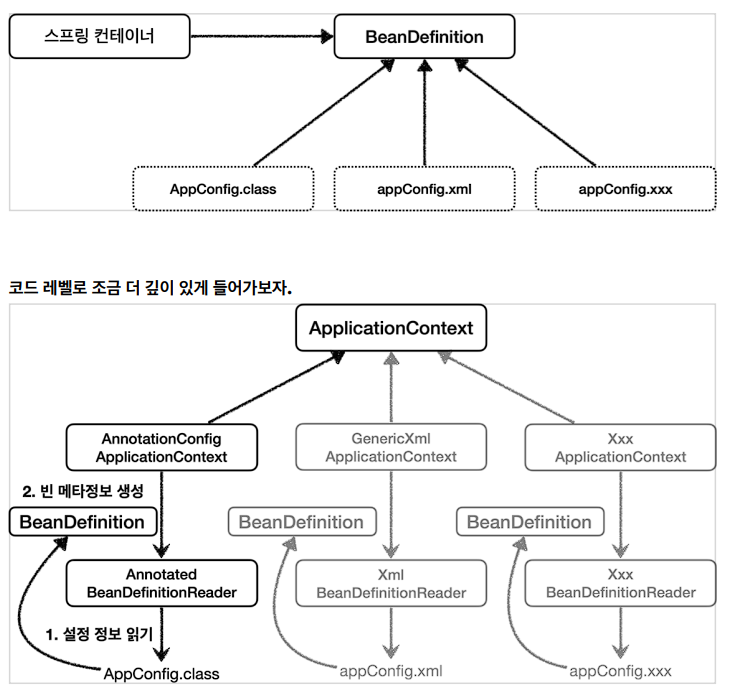 스프링 컨테이너
BeanDefinition
AppConfig.class
appConfig.xml
appConfig.xxx
코드 레벨로 조금 더 깊이 있게 들어가보자.
ApplicationContext
AnnotationConfig
ApplicationContext
GenericXml
ApplicationContext
Xxx
ApplicationContext
2. 빈 메타정보 생성
BeanDefinition
BeanDefinition
BeanDefinition
Annotated
BeanDefinitionReader
Xml
BeanDefinitionReader
Xxx
BeanDefinitionReader
1. 설정 정보 읽기
AppConfig.class
appConfig.xml
appConfig.xxx